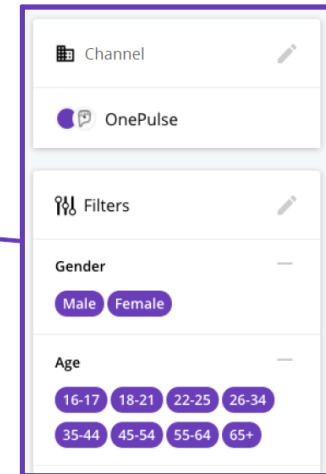 Channel
OnePulse
Filters
Gender
Male Female
Age
16-17 18-21 22-25 26-34
35-44 45-54 55-64 65+